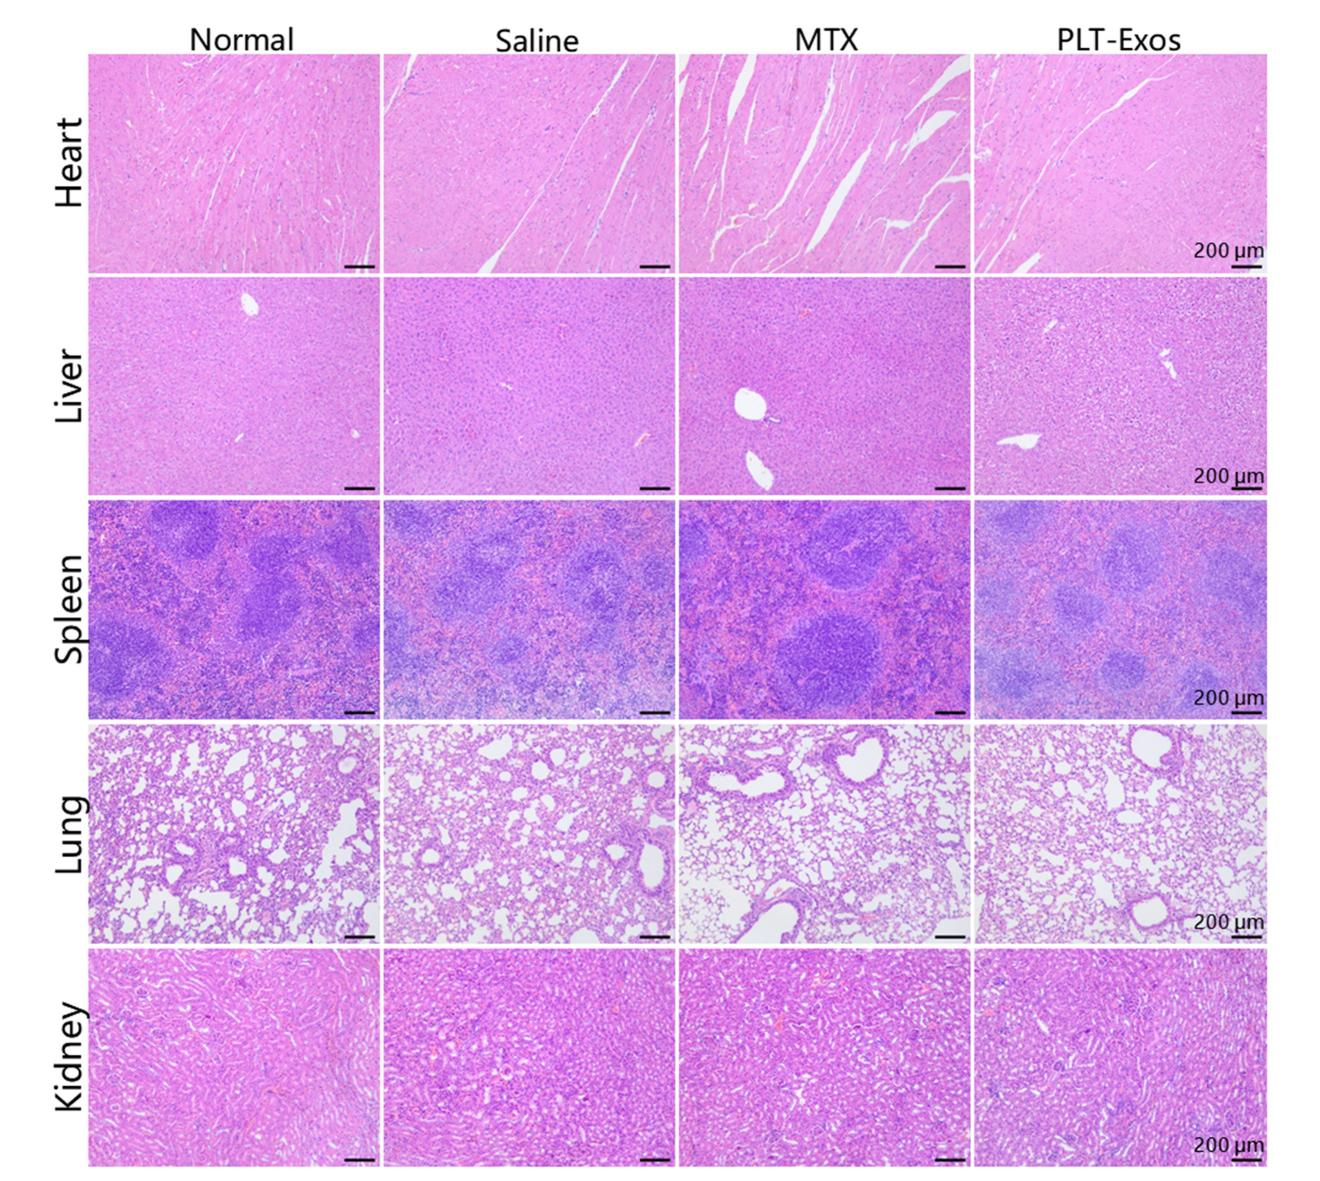 Normal
Saline
MTX
PLT-Exos
Heart
200 μm
Liver
200 μm
Spleen
200 μm
Lung
200 μm
Kidney
200 μm